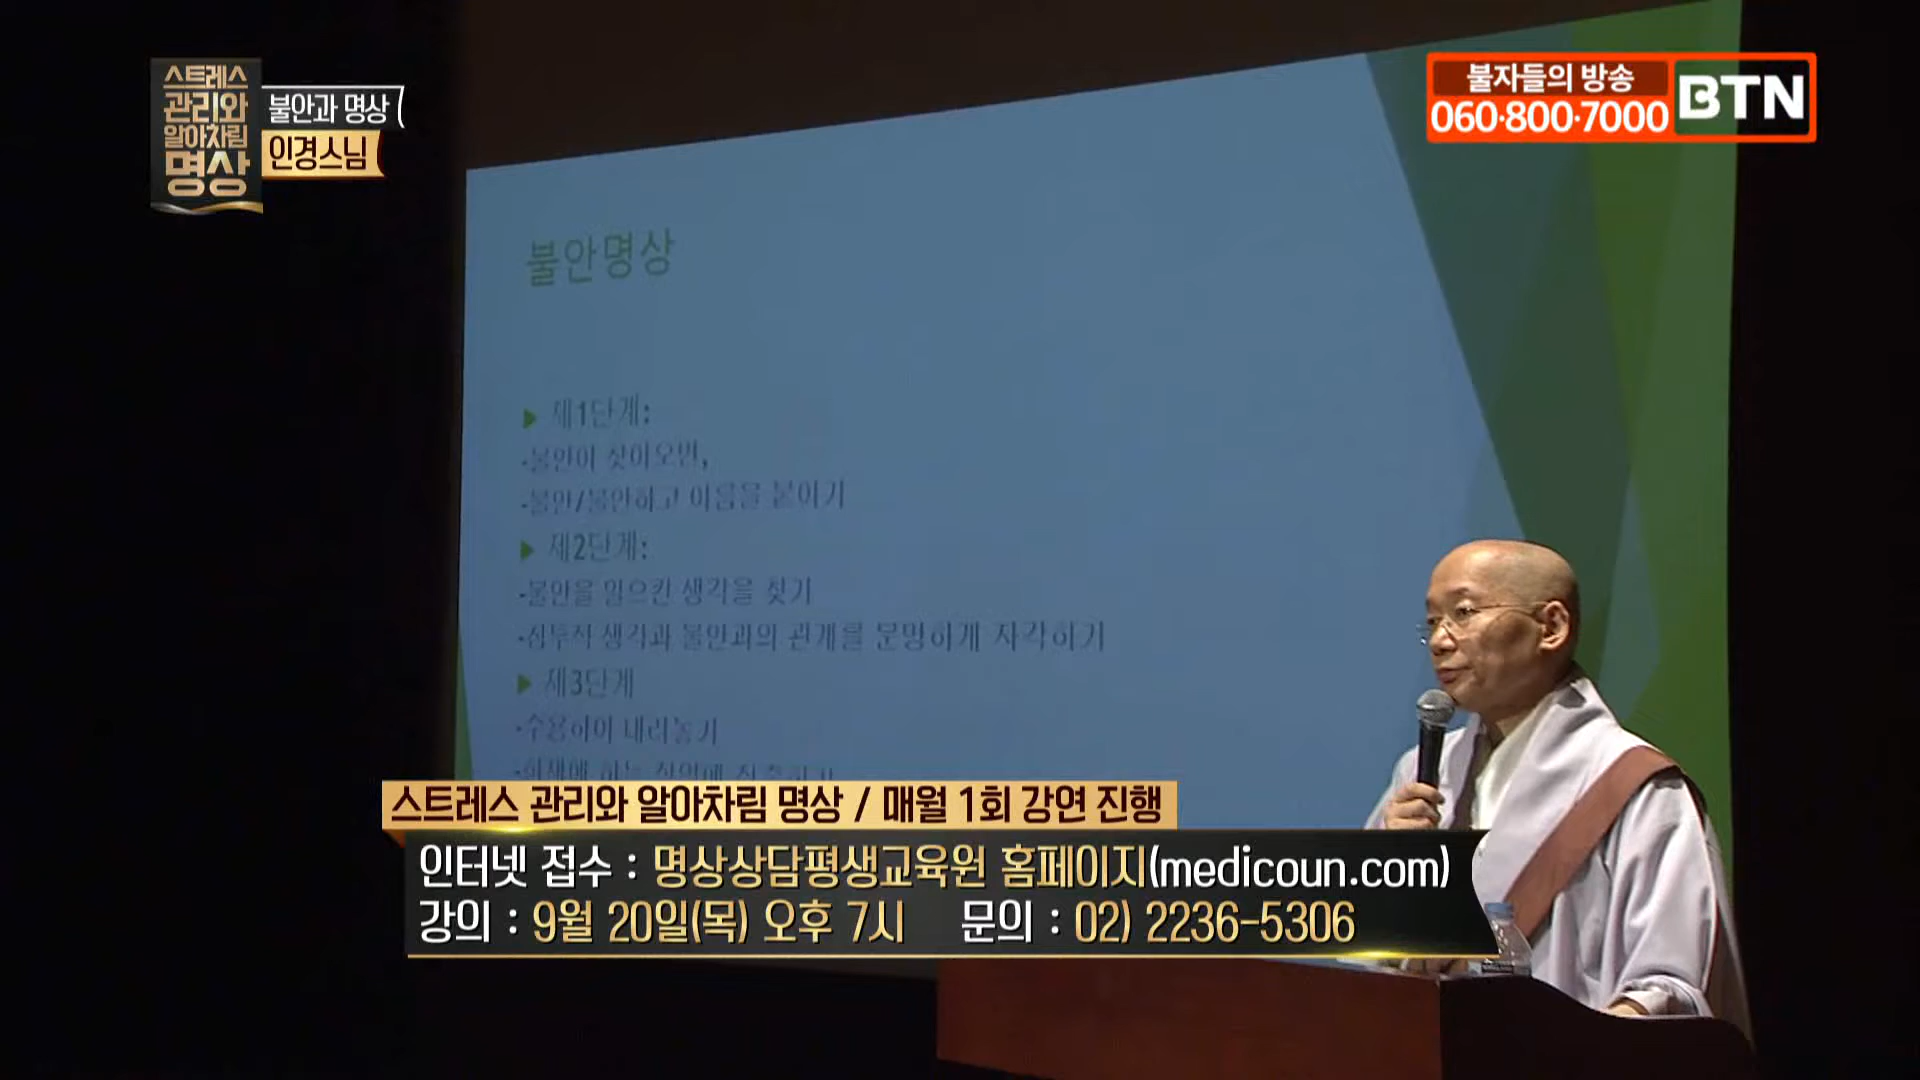 스트레스
관리와
알아차림
명상
불안과 명상
인경스님
불자들의 방송
060·800·7000
BTN
불안명상
▶ 제1단계:
-불안이 찾아오면,
-불안/불안하고 이름을 붙이기
▶ 제2단계:
-불안을 일으킨 생각을 찾기
-침투적 생각과 불안과의 관계를 분명하게 자각하기
▶ 제3단계
-수용하여 내려놓기
스트레스 관리와 알아차림 명상 / 매월 1회 강연 진행
인터넷 접수 : 명상상담평생교육원 홈페이지(medicoun.com)
강의 : 9월 20일(목) 오후 7시 문의 : 02) 2236-5306